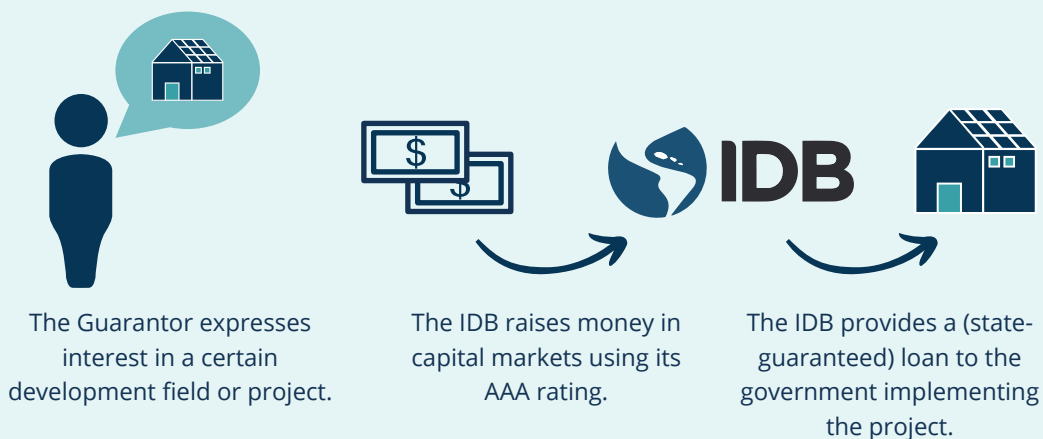 $
$
IDB
The Guarantor expresses
interest in a certain
development field or project.
The IDB raises money in
capital markets using its
AAA rating.
The IDB provides a (state-
guaranteed) loan to the
government implementing
the project.